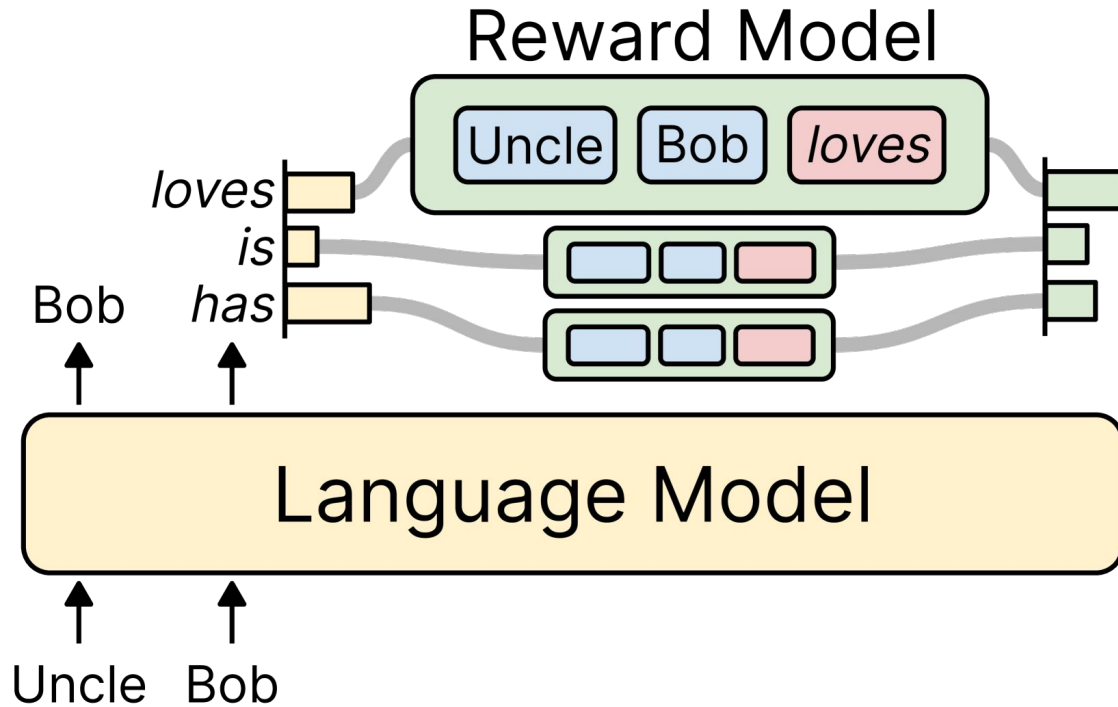 Reward Model
Uncle Bob loves
loves
is
has
Bob
Language Model
Uncle Bob